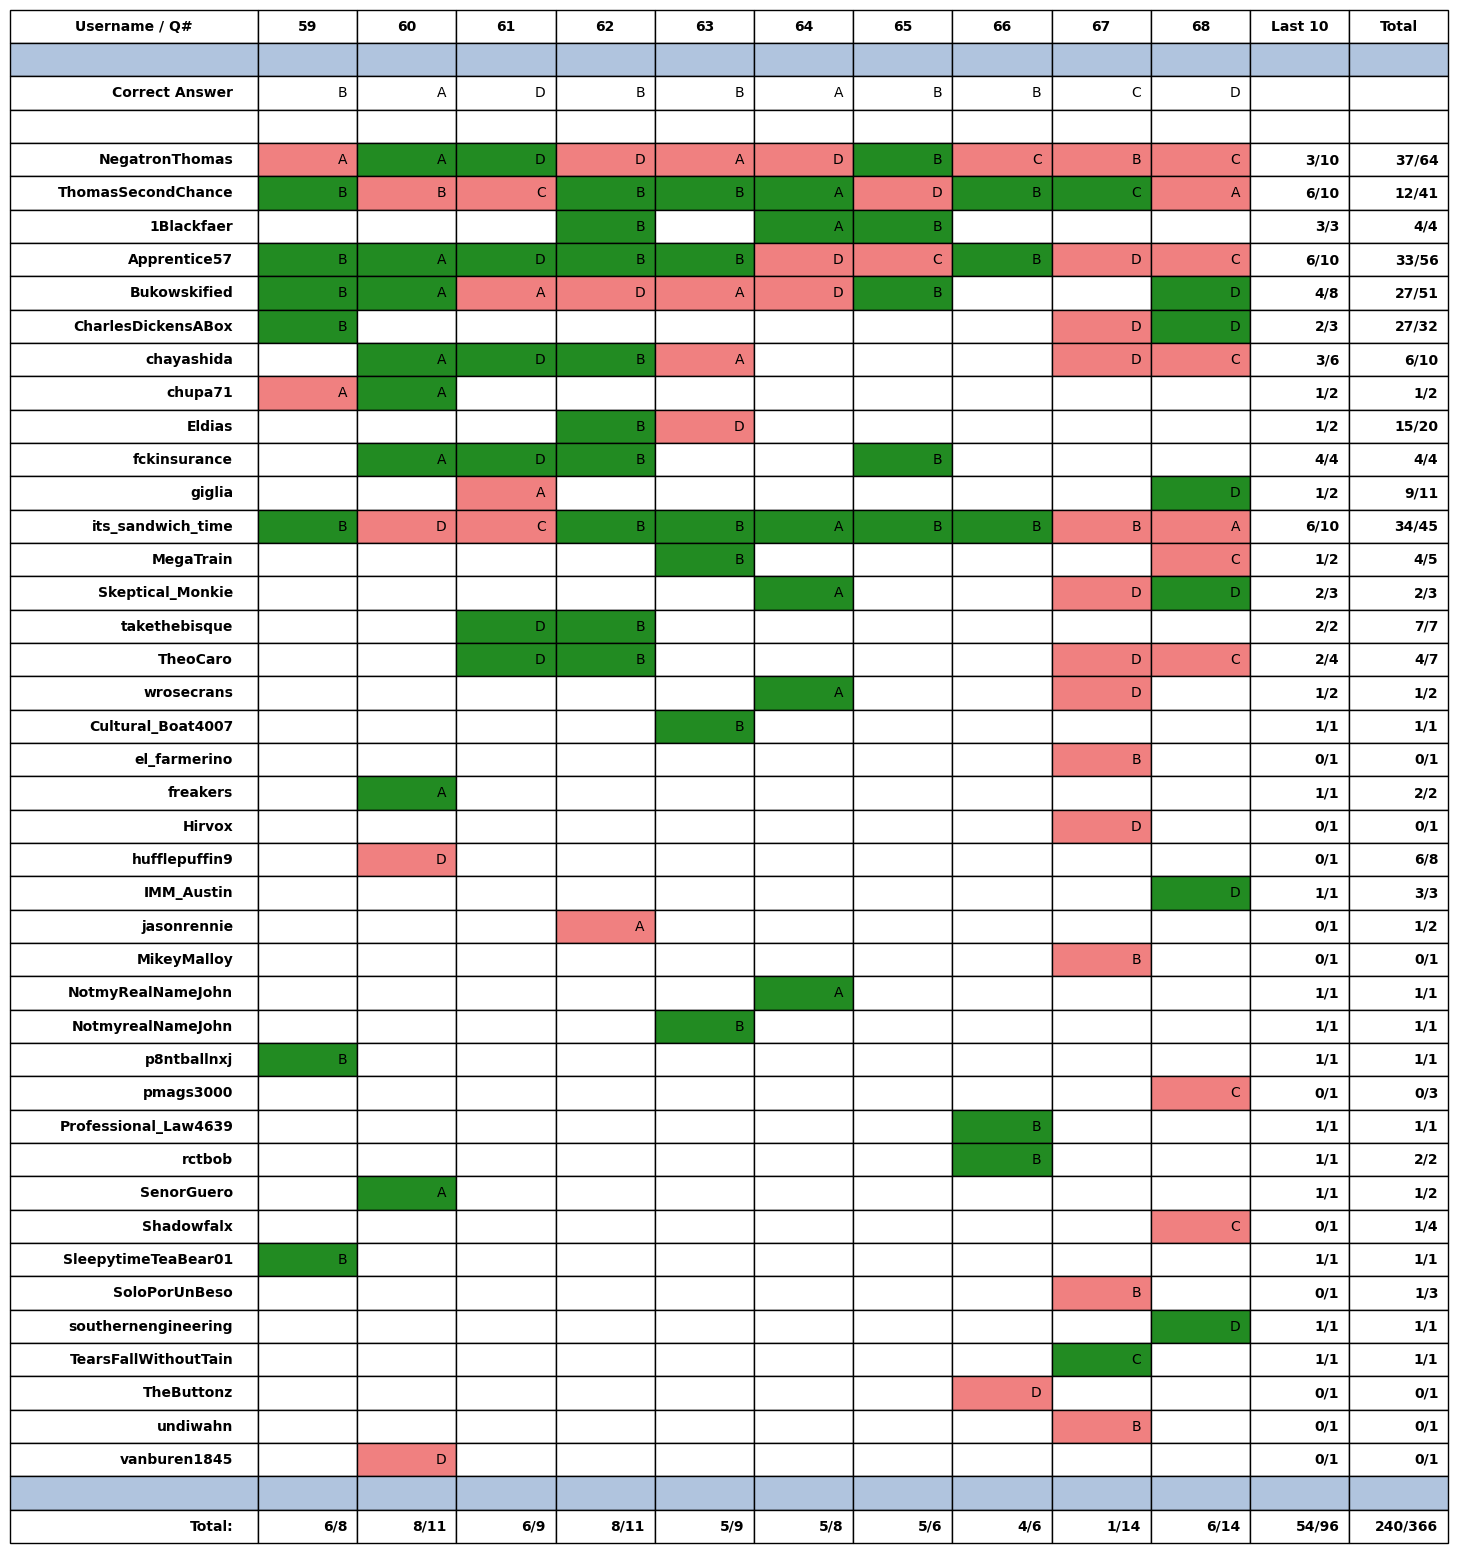 Username / Q# 59 60 61 62 63 64 65 66 67 68 Last 10 Total
Correct Answer B A D B B A B B C D
NegatronThomas A A D D A D B C B C 3/10 37/64
ThomasSecondChance B B C B B A D B C A 6/10 12/41
1Blackfaer B A B 3/3 4/4
Apprentice57 B A D B B D C B D C 6/10 33/56
Bukowskified B A A D A D B D 4/8 27/51
CharlesDickensABox B D D 2/3 27/32
chayashida A D B A D C 3/6 6/10
chupa71 A A 1/2 1/2
Eldias B D 1/2 15/20
fckinsurance A D B B 4/4 4/4
giglia A D 1/2 9/11
its_sandwich_time B D C B B A B B B A 6/10 34/45
MegaTrain B C 1/2 4/5
Skeptical_Monkie A D D 2/3 2/3
takethebisque D B 2/2 7/7
TheoCaro D B D C 2/4 4/7
wrosecrans A D 1/2 1/2
Cultural_Boat4007 B 1/1 1/1
el_farmerino B 0/1 0/1
freakers A 1/1 2/2
Hirvox D 0/1 0/1
hufflepuffin9 D 0/1 6/8
IMM_Austin D 1/1 3/3
jasonrennie A 0/1 1/2
MikeyMalloy B 0/1 0/1
NotmyRealNameJohn A 1/1 1/1
NotmyrealNameJohn B 1/1 1/1
p8ntballnxj B 1/1 1/1
pmags3000 C 0/1 0/3
Professional_Law4639 B 1/1 1/1
rctbob B 1/1 2/2
SenorGuero A 1/1 1/2
Shadowfalx C 0/1 1/4
SleepytimeTeaBear01 B 1/1 1/1
SoloPorUnBeso B 0/1 1/3
southernengineering D 1/1 1/1
TearsFallWithoutTain C 1/1 1/1
TheButtonz D 0/1 0/1
undiwahn B 0/1 0/1
vanburen1845 D 0/1 0/1
Total: 6/8 8/11 6/9 8/11 5/9 5/8 5/6 4/6 1/14 6/14 54/96 240/366